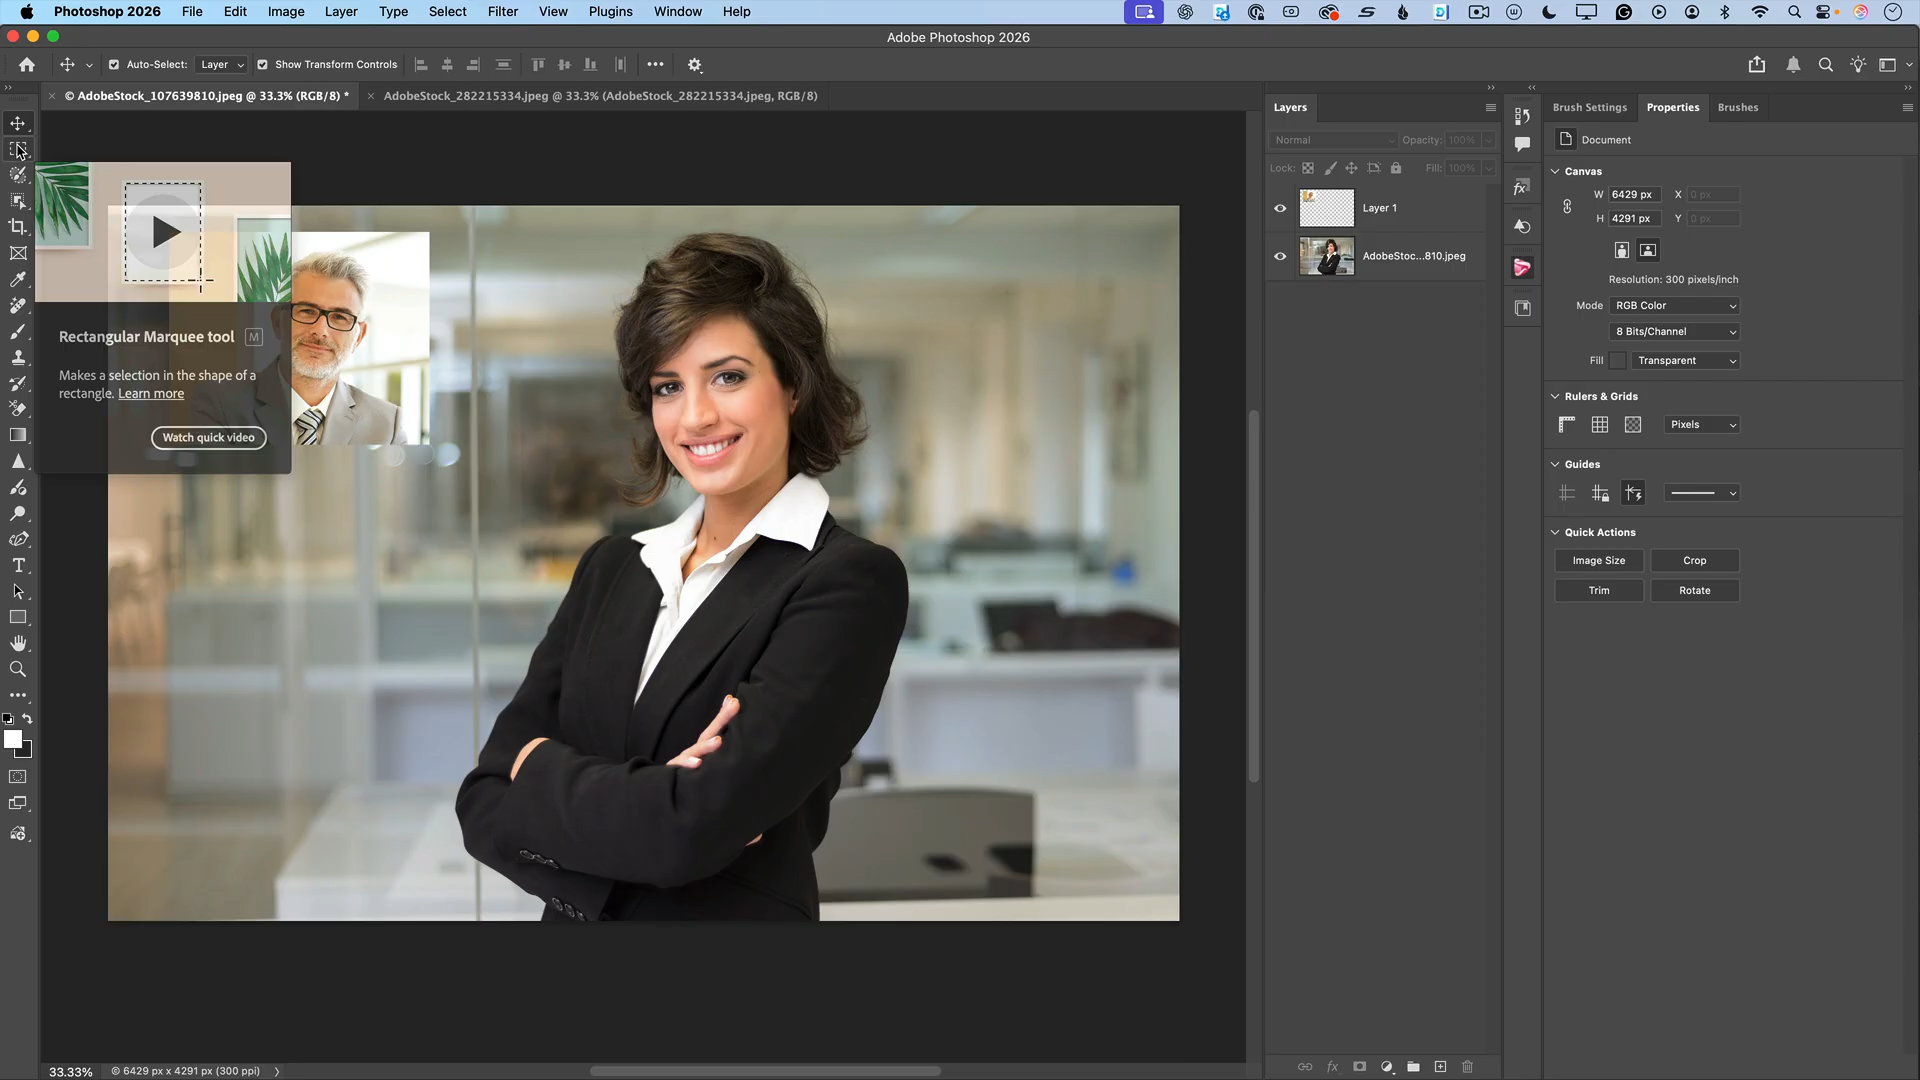 Photoshop 2026 File Edit Image Layer Type Select Filter View Plugins Window Help
Adobe Photoshop 2026
Auto-Select: Layer Show Transform Controls
© AdobeStock_107639810.jpeg @ 33.3% (RGB/8) *
AdobeStock_282215334.jpeg @ 33.3% (AdobeStock_282215334.jpeg, RGB/8)
Rectangular Marquee tool M
Makes a selection in the shape of a
rectangle. Learn more
Watch quick video
Layers
Normal Opacity: 100%
Lock: Fill: 100%
Layer 1
AdobeStoc...810.jpeg
fx
Brush Settings Properties Brushes
Document
Canvas
W 6429 px X 0 px
H 4291 px Y 0 px
Resolution: 300 pixels/inch
Mode RGB Color
8 Bits/Channel
Fill Transparent
Rulers & Grids
Pixels
Guides
Quick Actions
Image Size Crop
Trim Rotate
33.33% © 6429 px x 4291 px (300 ppi)
fx